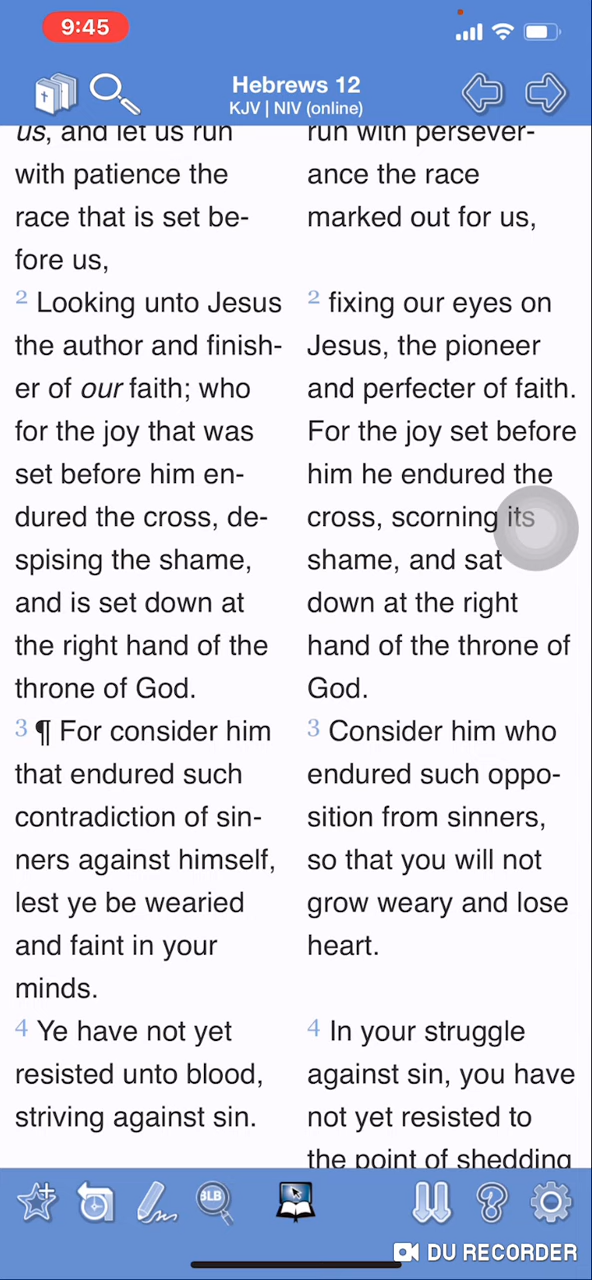 9:45
Hebrews 12
KJV | NIV (online)
us, and let us run
with patience the
race that is set be-
fore us,
2 Looking unto Jesus
the author and finish-
er of our faith; who
for the joy that was
set before him en-
dured the cross, de-
spising the shame,
and is set down at
the right hand of the
throne of God.
3 ¶ For consider him
that endured such
contradiction of sin-
ners against himself,
lest ye be wearied
and faint in your
minds.
4 Ye have not yet
resisted unto blood,
striving against sin.
run with persever-
ance the race
marked out for us,
2 fixing our eyes on
Jesus, the pioneer
and perfecter of faith.
For the joy set before
him he endured the
cross, scorning its
shame, and sat
down at the right
hand of the throne of
God.
3 Consider him who
endured such oppo-
sition from sinners,
so that you will not
grow weary and lose
heart.
4 In your struggle
against sin, you have
not yet resisted to
the point of shedding
BLB
DU RECORDER